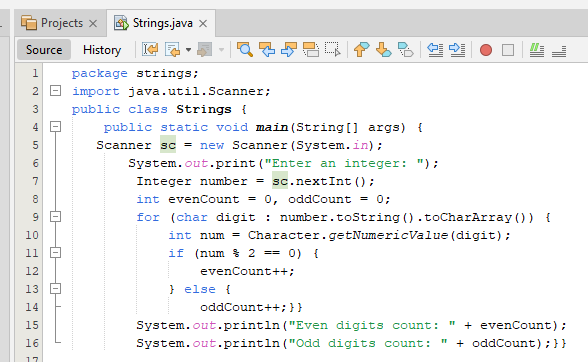 Projects × Strings.java ×
Source History
1 package strings;
2 import java.util.Scanner;
3 public class Strings {
4 public static void main(String[] args) {
5 Scanner sc = new Scanner(System.in);
6 System.out.print("Enter an integer: ");
7 Integer number = sc.nextInt();
8 int evenCount = 0, oddCount = 0;
9 for (char digit : number.toString().toCharArray()) {
10 int num = Character.getNumericValue(digit);
11 if (num % 2 == 0) {
12 evenCount++;
13 } else {
14 oddCount++;}}
15 System.out.println("Even digits count: " + evenCount);
16 System.out.println("Odd digits count: " + oddCount);}}
17